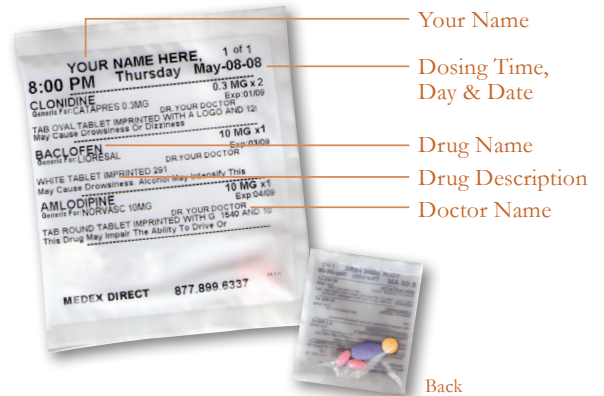 YOUR NAME HERE, 1 of 1
8:00 PM Thursday May-08-08
CLONIDINE 0.3 MG x 2
Generic For: CATAPRES 0.3MG Exp:01/09
DR.YOUR DOCTOR
TAB OVAL TABLET IMPRINTED WITH A LOGO AND 12
May Cause Drowsiness Or Dizziness
BACLOFEN 10 MG x1
Generic For: LIORESAL Exp:03/09
DR.YOUR DOCTOR
WHITE TABLET IMPRINTED 291
May Cause Drowsiness. Alcohol May Intensify This
AMLODIPINE 10 MG x1
Generic For: NORVASC 10MG Exp:04/09
DR. YOUR DOCTOR
TAB ROUND TABLET IMPRINTED WITH G 1540 AND 10
This Drug May Impair The Ability To Drive Or
MEDEX DIRECT 877.899.6337
Your Name
Dosing Time,
Day & Date
Drug Name
Drug Description
Doctor Name
Back